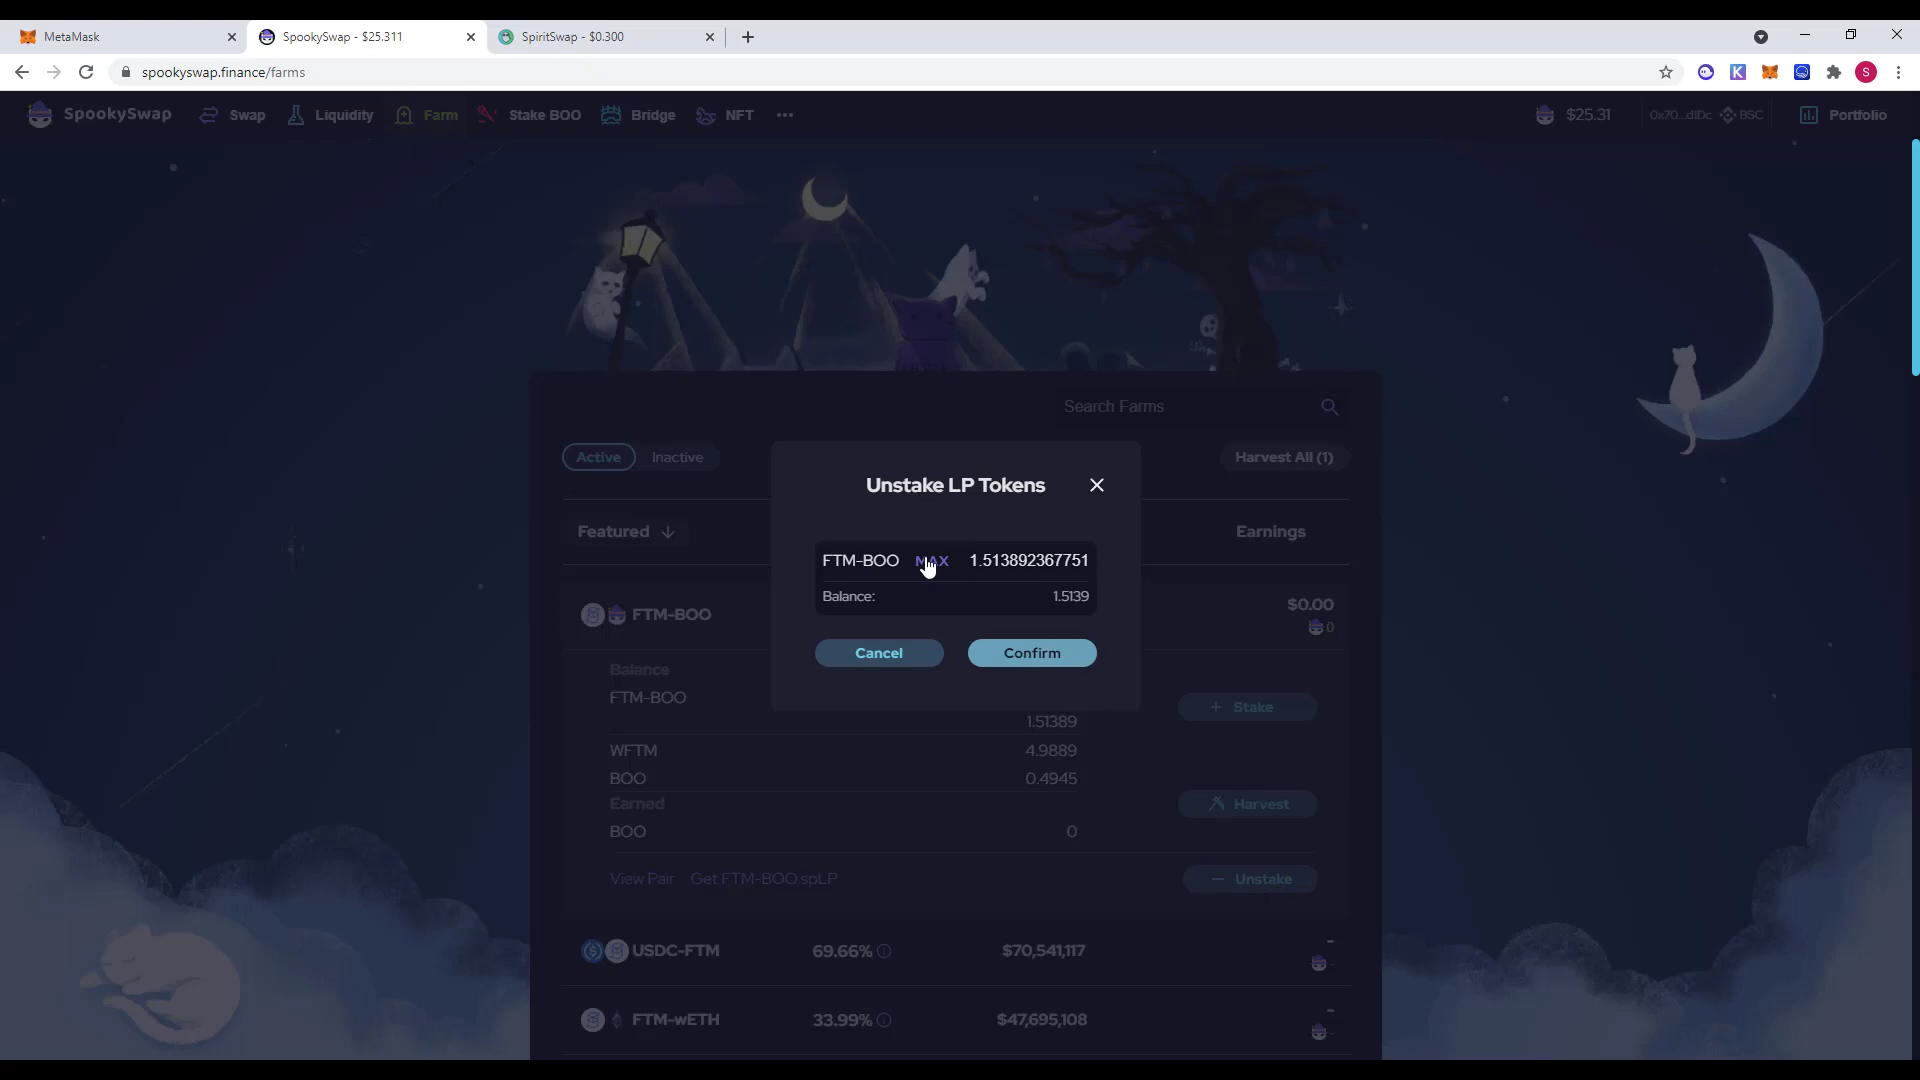 MetaMask
SpookySwap - $25.311
SpiritSwap - $0.300
spookyswap.finance/farms
S
SpookySwap
Swap
Liquidity
Farm
Stake BOO
Bridge
NFT
$25.31
0x70...d1Dc
BSC
Portfolio
Search Farms
Active
Inactive
Harvest All (1)
Unstake LP Tokens
Featured
Earnings
FTM-BOO MAX 1.513892367751
Balance: 1.5139
FTM-BOO
$0.00
0
Cancel
Confirm
Balance
FTM-BOO
1.51389
+ Stake
WFTM 4.9889
BOO 0.4945
Earned
Harvest
BOO 0
View Pair Get FTM-BOO spLP
− Unstake
USDC-FTM 69.66% $70,541,117 -
-
FTM-wETH 33.99% $47,695,108 -
-